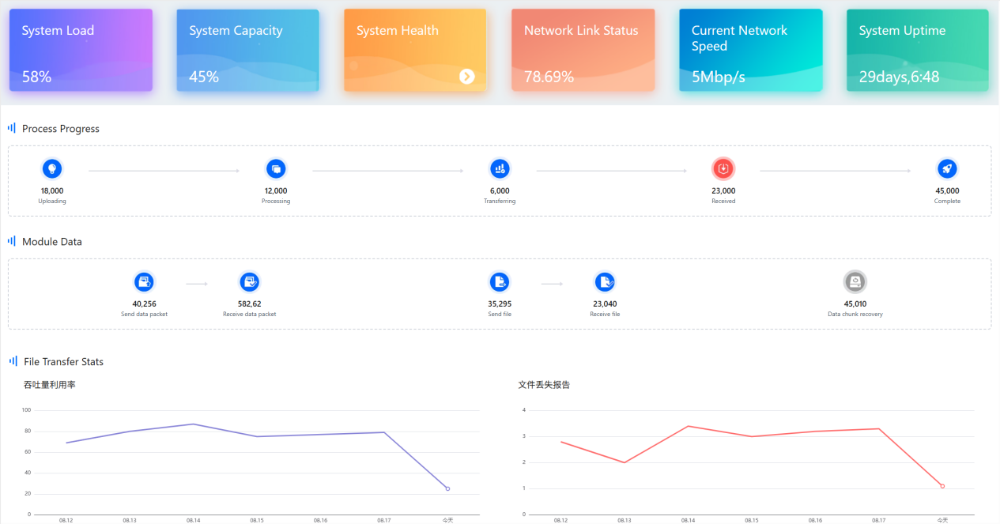 System Load
58%
System Capacity
45%
System Health
Network Link Status
78.69%
Current Network
Speed
5Mbp/s
System Uptime
29days,6:48
Process Progress
18,000
Uploading
12,000
Processing
6,000
Transferring
23,000
Received
45,000
Complete
Module Data
40,256
Send data packet
582,62
Receive data packet
35,295
Send file
23,040
Receive file
45,010
Data chunk recovery
File Transfer Stats
吞吐量利用率
100
80
60
40
20
0
08.12
08.13
08.14
08.15
08.16
08.17
今天
文件丢失报告
4
3
2
1
0
08.12
08.13
08.14
08.15
08.16
08.17
今天